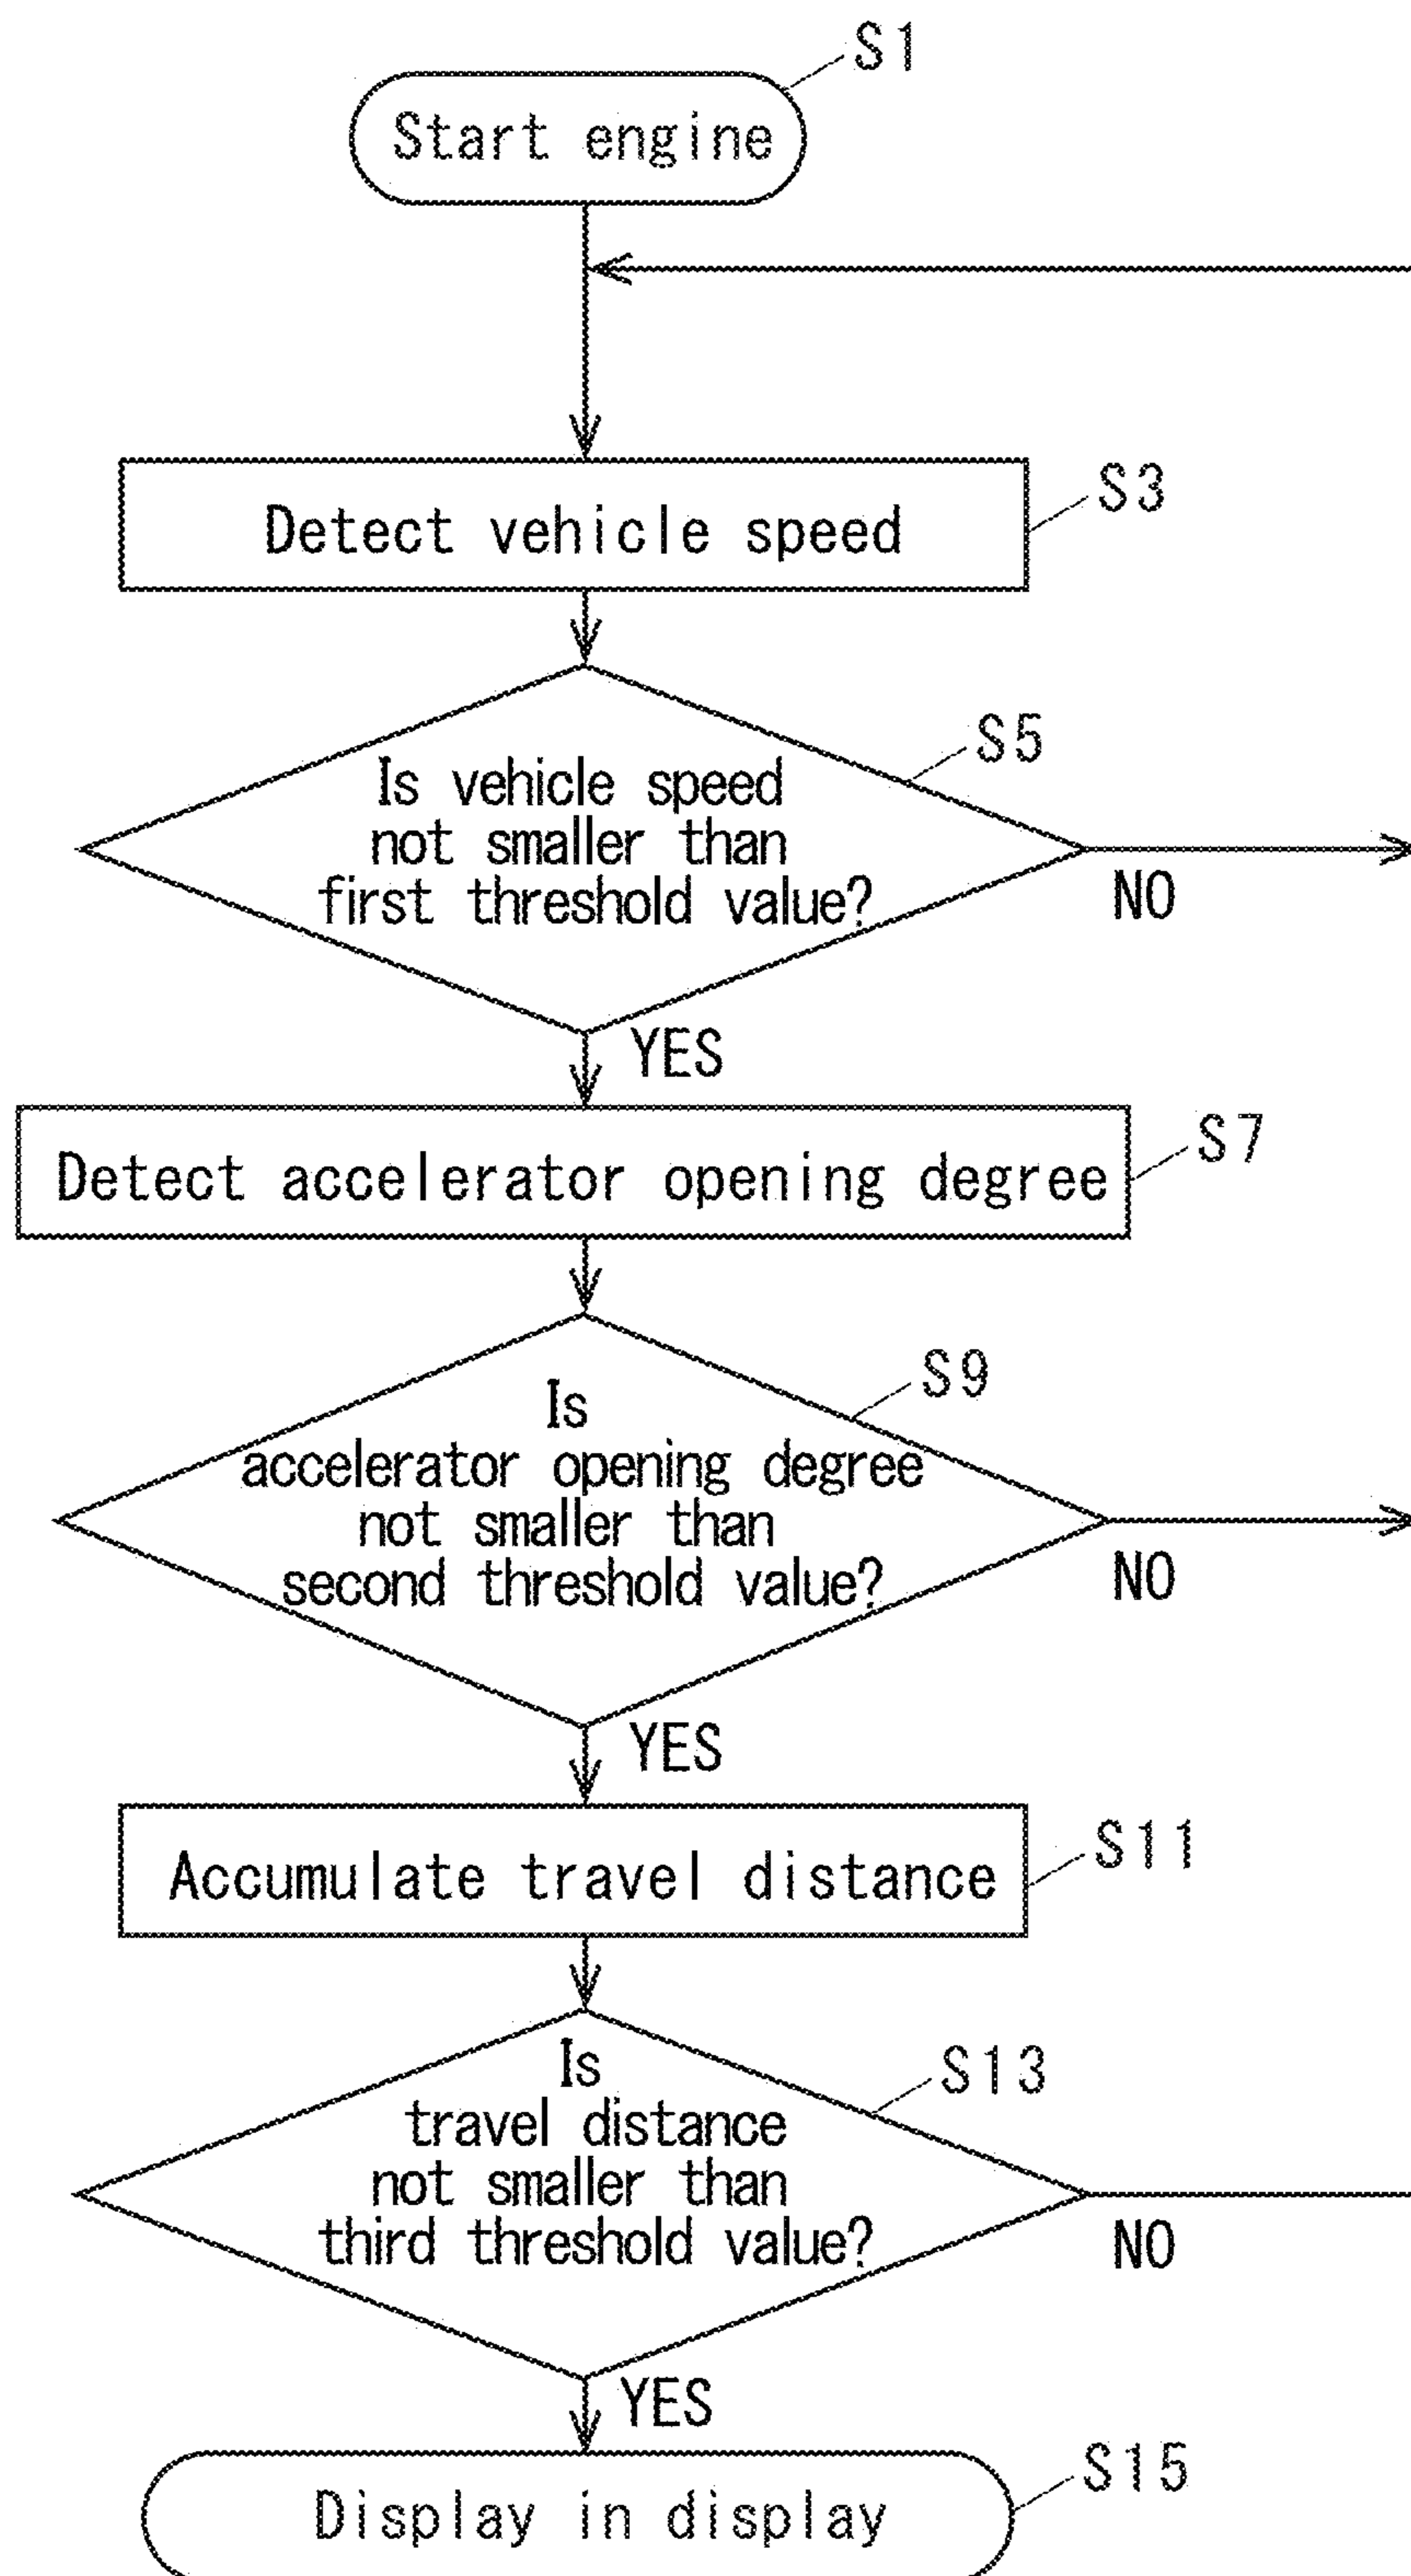 S1
Start engine
S3
Detect vehicle speed
S5
Is vehicle speed
not smaller than
first threshold value?
NO
YES
S7
Detect accelerator opening degree
S9
Is
accelerator opening degree
not smaller than
second threshold value?
NO
YES
S11
Accumulate travel distance
S13
Is
travel distance
not smaller than
third threshold value?
NO
YES
S15
Display in display